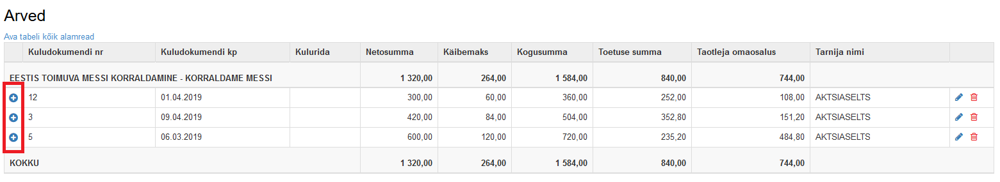 Arved
Ava tabeli kõik alamread
Kuludokumendi nr Kuludokumendi kp Kulurida Netosumma Käibemaks Kogusumma Toetuse summa Taotleja omaosalus Tarnija nimi
EESTIS TOIMUVA MESSI KORRALDAMINE - KORRALDAME MESSI 1 320,00 264,00 1 584,00 840,00 744,00
12 01.04.2019 300,00 60,00 360,00 252,00 108,00 AKTSIASELTS
3 09.04.2019 420,00 84,00 504,00 352,80 151,20 AKTSIASELTS
5 06.03.2019 600,00 120,00 720,00 235,20 484,80 AKTSIASELTS
KOKKU 1 320,00 264,00 1 584,00 840,00 744,00